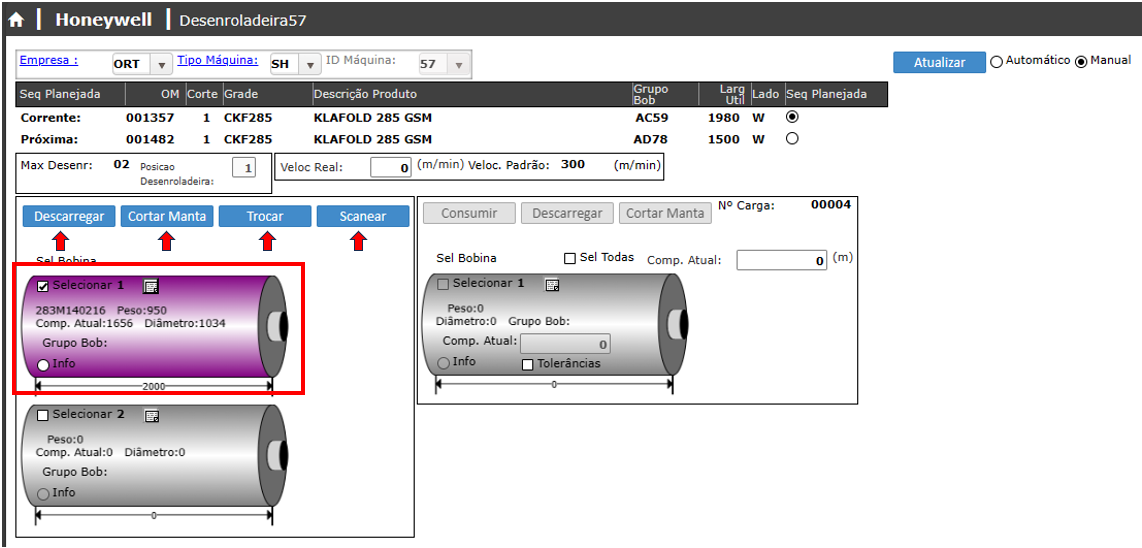 Honeywell Desenroladeira57
Empresa : ORT Tipo Máquina: SH ID Máquina: 57
Atualizar Automático Manual
Seq Planejada OM Corte Grade Descrição Produto Grupo Bob Larg Util Lado Seq Planejada
Corrente: 001357 1 CKF285 KLAFOLD 285 GSM AC59 1980 W
Próxima: 001482 1 CKF285 KLAFOLD 285 GSM AD78 1500 W
Max Desenr: 02 Posicao Desenroladeira: 1 Veloc Real: 0 (m/min) Veloc. Padrão: 300 (m/min)
Descarregar Cortar Manta Trocar Scanear
Sel Bobina
Selecionar 1
283M140216 Peso:950
Comp. Atual:1656 Diâmetro:1034
Grupo Bob:
Info
2000
Selecionar 2
Peso:0
Comp. Atual:0 Diâmetro:0
Grupo Bob:
Info
0
Consumir Descarregar Cortar Manta Nº Carga: 00004
Sel Bobina Sel Todas Comp. Atual: 0 (m)
Selecionar 1
Peso:0
Diâmetro:0 Grupo Bob:
Comp. Atual: 0
Info Tolerâncias
0